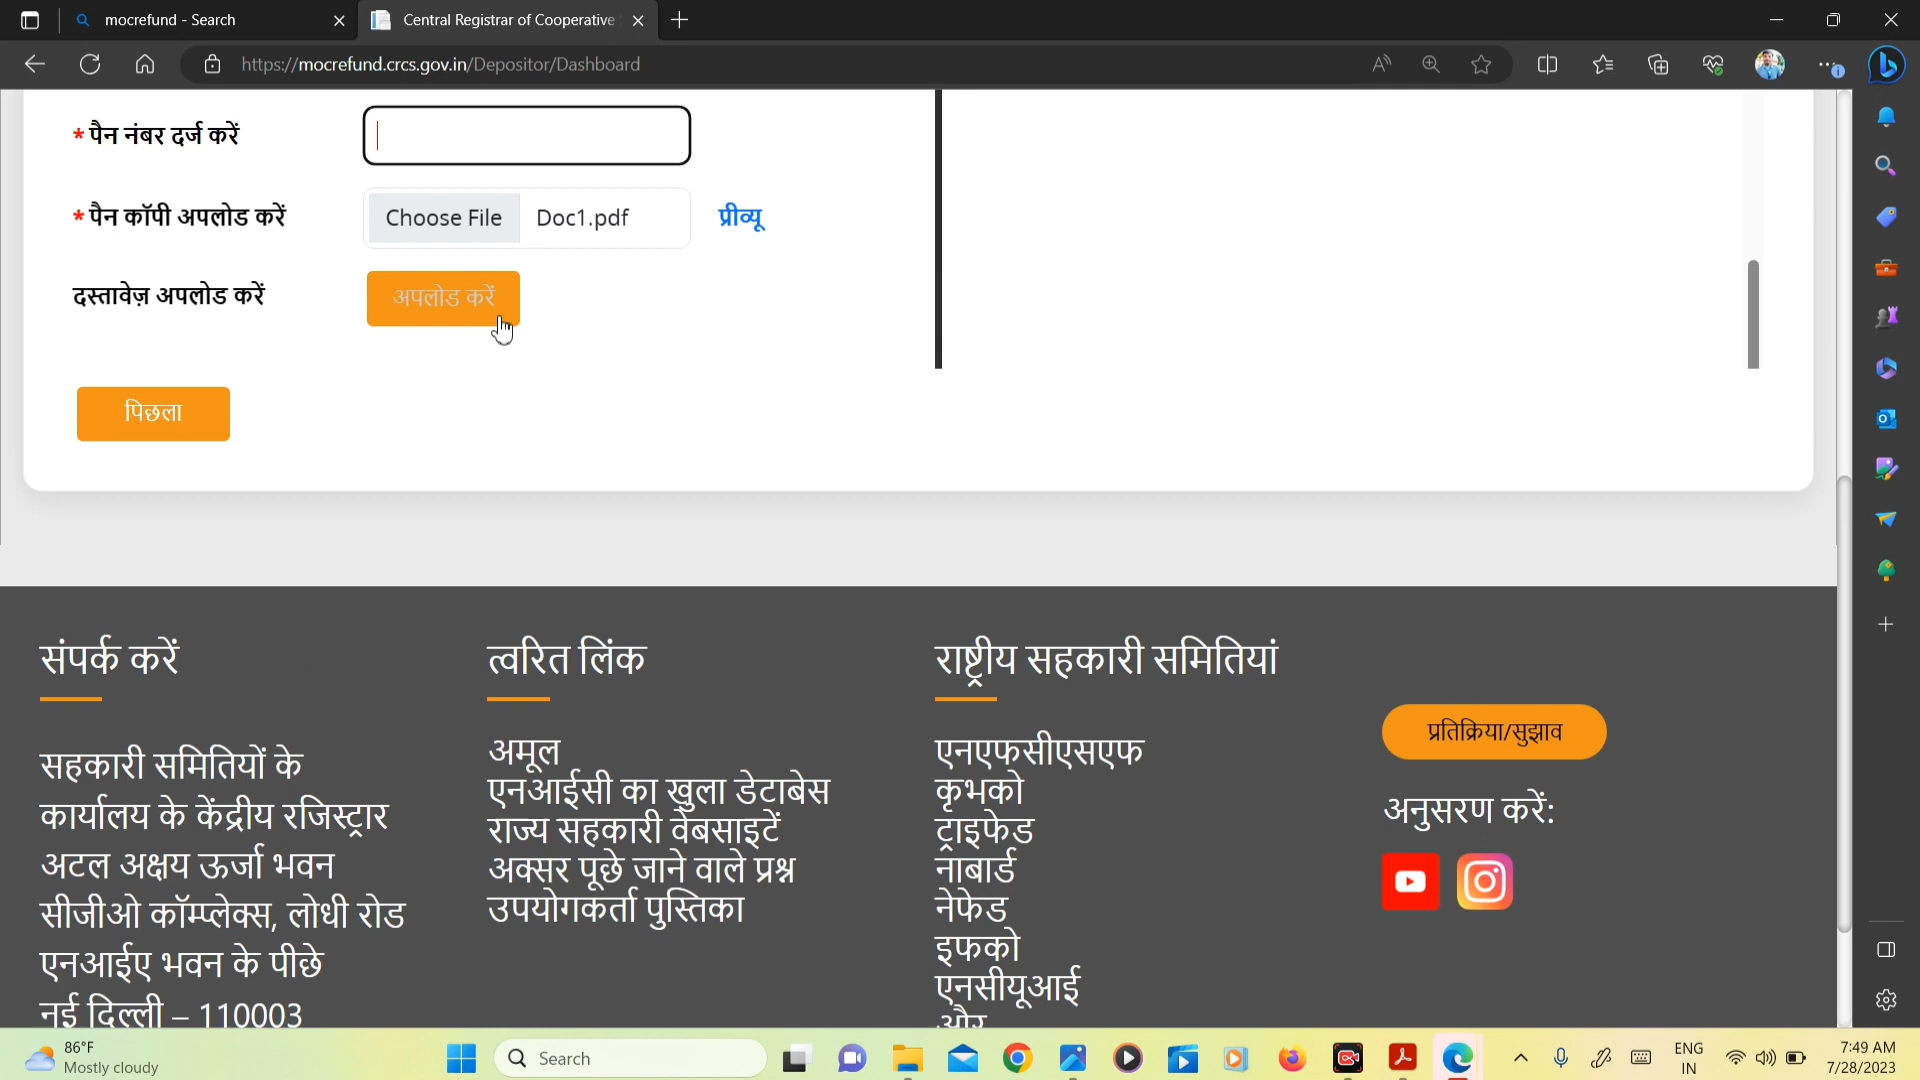 mocrefund - Search
Central Registrar of Cooperative
https://mocrefund.crcs.gov.in/Depositor/Dashboard
* पैन नंबर दर्ज करें
* पैन कॉपी अपलोड करें
Choose File Doc1.pdf
प्रीव्यू
दस्तावेज़ अपलोड करें
अपलोड करें
पिछला
संपर्क करें
सहकारी समितियों के
कार्यालय के केंद्रीय रजिस्ट्रार
अटल अक्षय ऊर्जा भवन
सीजीओ कॉम्प्लेक्स, लोधी रोड
एनआईए भवन के पीछे
नई दिल्ली – 110003
त्वरित लिंक
अमूल
एनआईसी का खुला डेटाबेस
राज्य सहकारी वेबसाइटें
अक्सर पूछे जाने वाले प्रश्न
उपयोगकर्ता पुस्तिका
राष्ट्रीय सहकारी समितियां
एनएफसीएसएफ
कृभको
ट्राइफेड
नाबार्ड
नेफेड
इफको
एनसीयूआई
और
प्रतिक्रिया/सुझाव
अनुसरण करें:
86°F
Mostly cloudy
Search
ENG
IN
7:49 AM
7/28/2023